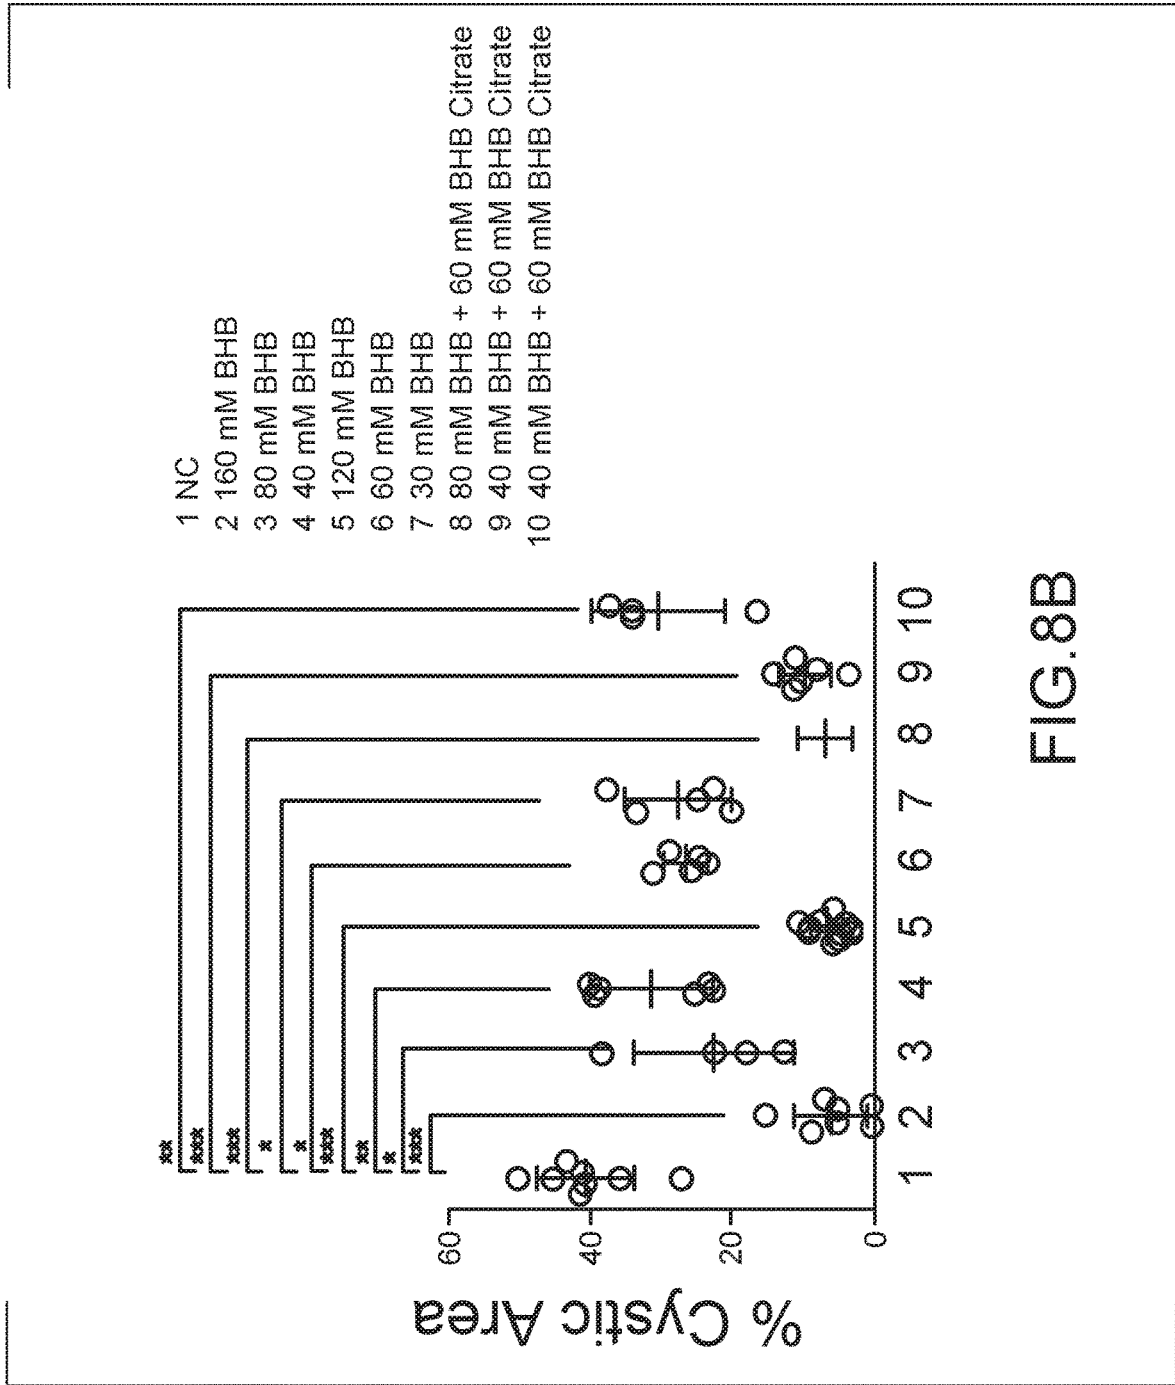 **
***
***
*
*
***
**
*
***
% Cystic Area
60
40
20
0
1 2 3 4 5 6 7 8 9 10
1 NC
2 160 mM BHB
3 80 mM BHB
4 40 mM BHB
5 120 mM BHB
6 60 mM BHB
7 30 mM BHB
8 80 mM BHB + 60 mM BHB Citrate
9 40 mM BHB + 60 mM BHB Citrate
10 40 mM BHB + 60 mM BHB Citrate
FIG.8B